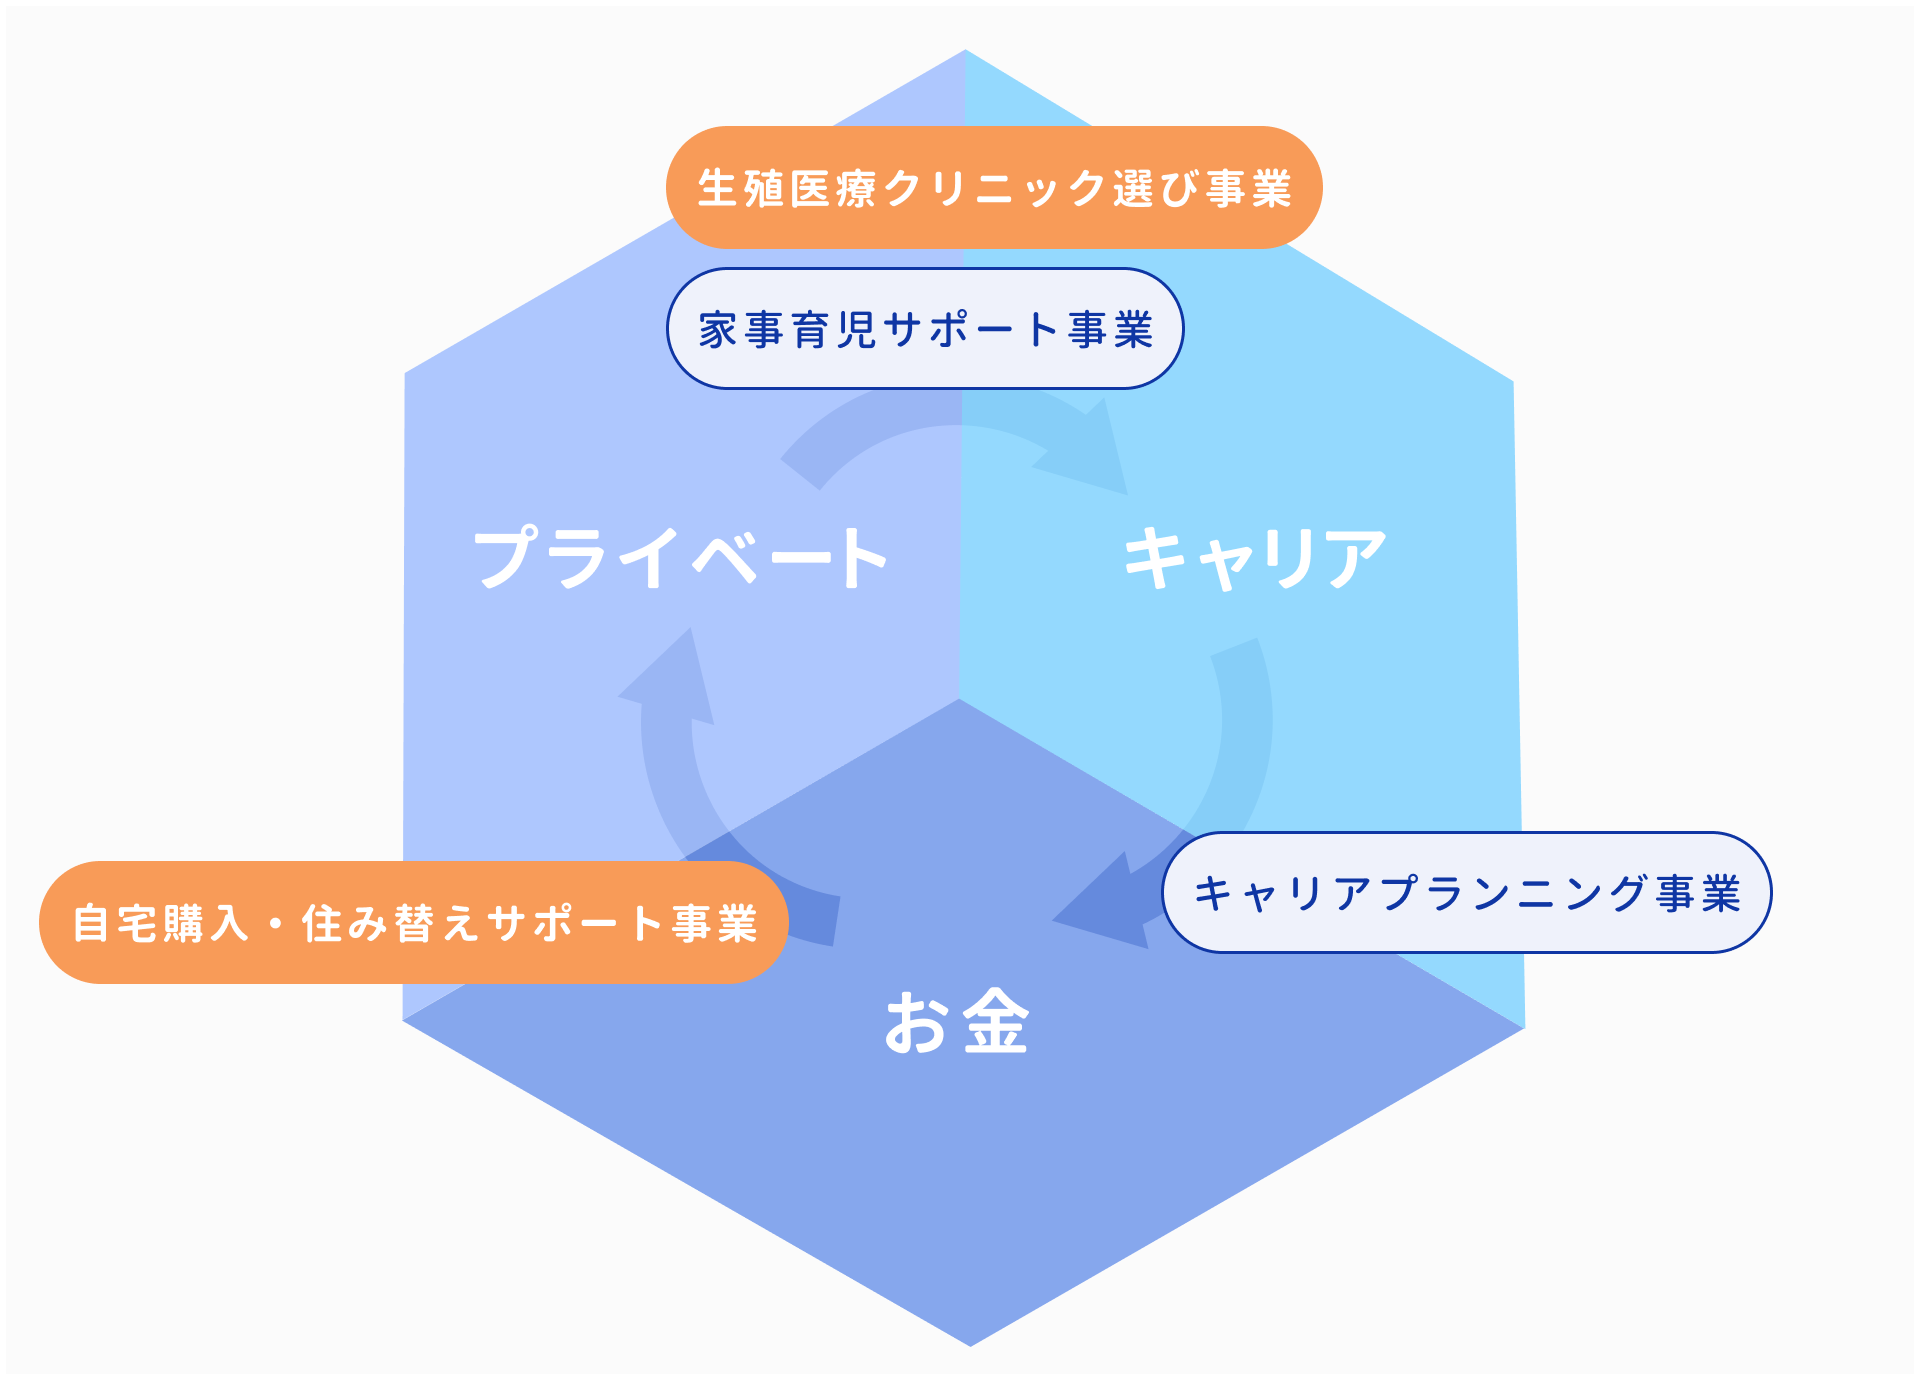 生殖医療クリニック選び事業
家事育児サポート事業
プライベート
キャリア
キャリアプランニング事業
自宅購入・住み替えサポート事業
お金